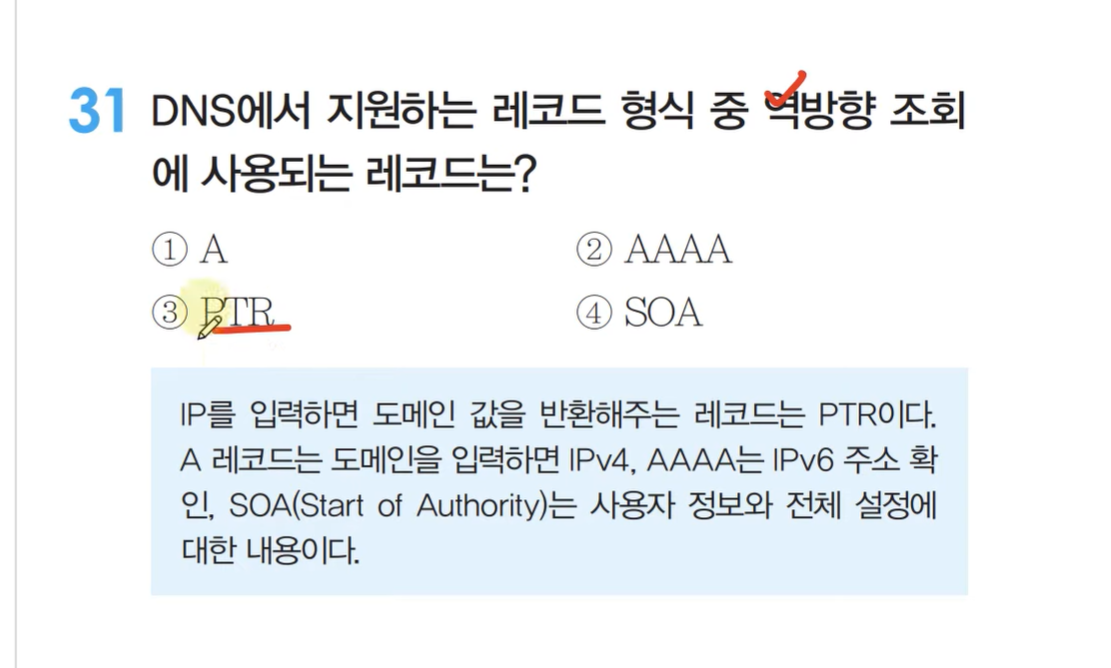 31 DNS에서 지원하는 레코드 형식 중 역방향 조회
에 사용되는 레코드는?
① A ② AAAA
③ PTR ④ SOA
IP를 입력하면 도메인 값을 반환해주는 레코드는 PTR이다.
A 레코드는 도메인을 입력하면 IPv4, AAAA는 IPv6 주소 확
인, SOA(Start of Authority)는 사용자 정보와 전체 설정에
대한 내용이다.